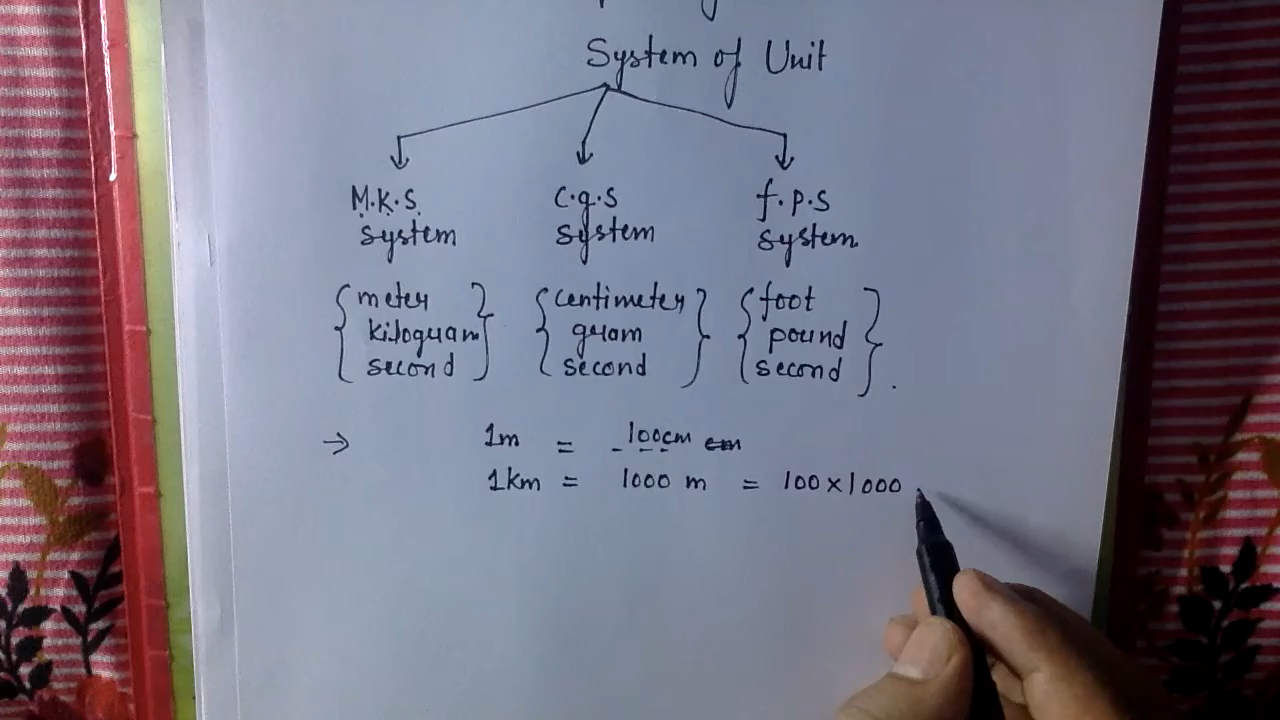 System of Unit
M.K.S. C.g.S f.P.S
system system system
meter centimeter foot
kilogram gram pound
second second second
→ 1m = 100cm
1km = 1000 m = 100×1000